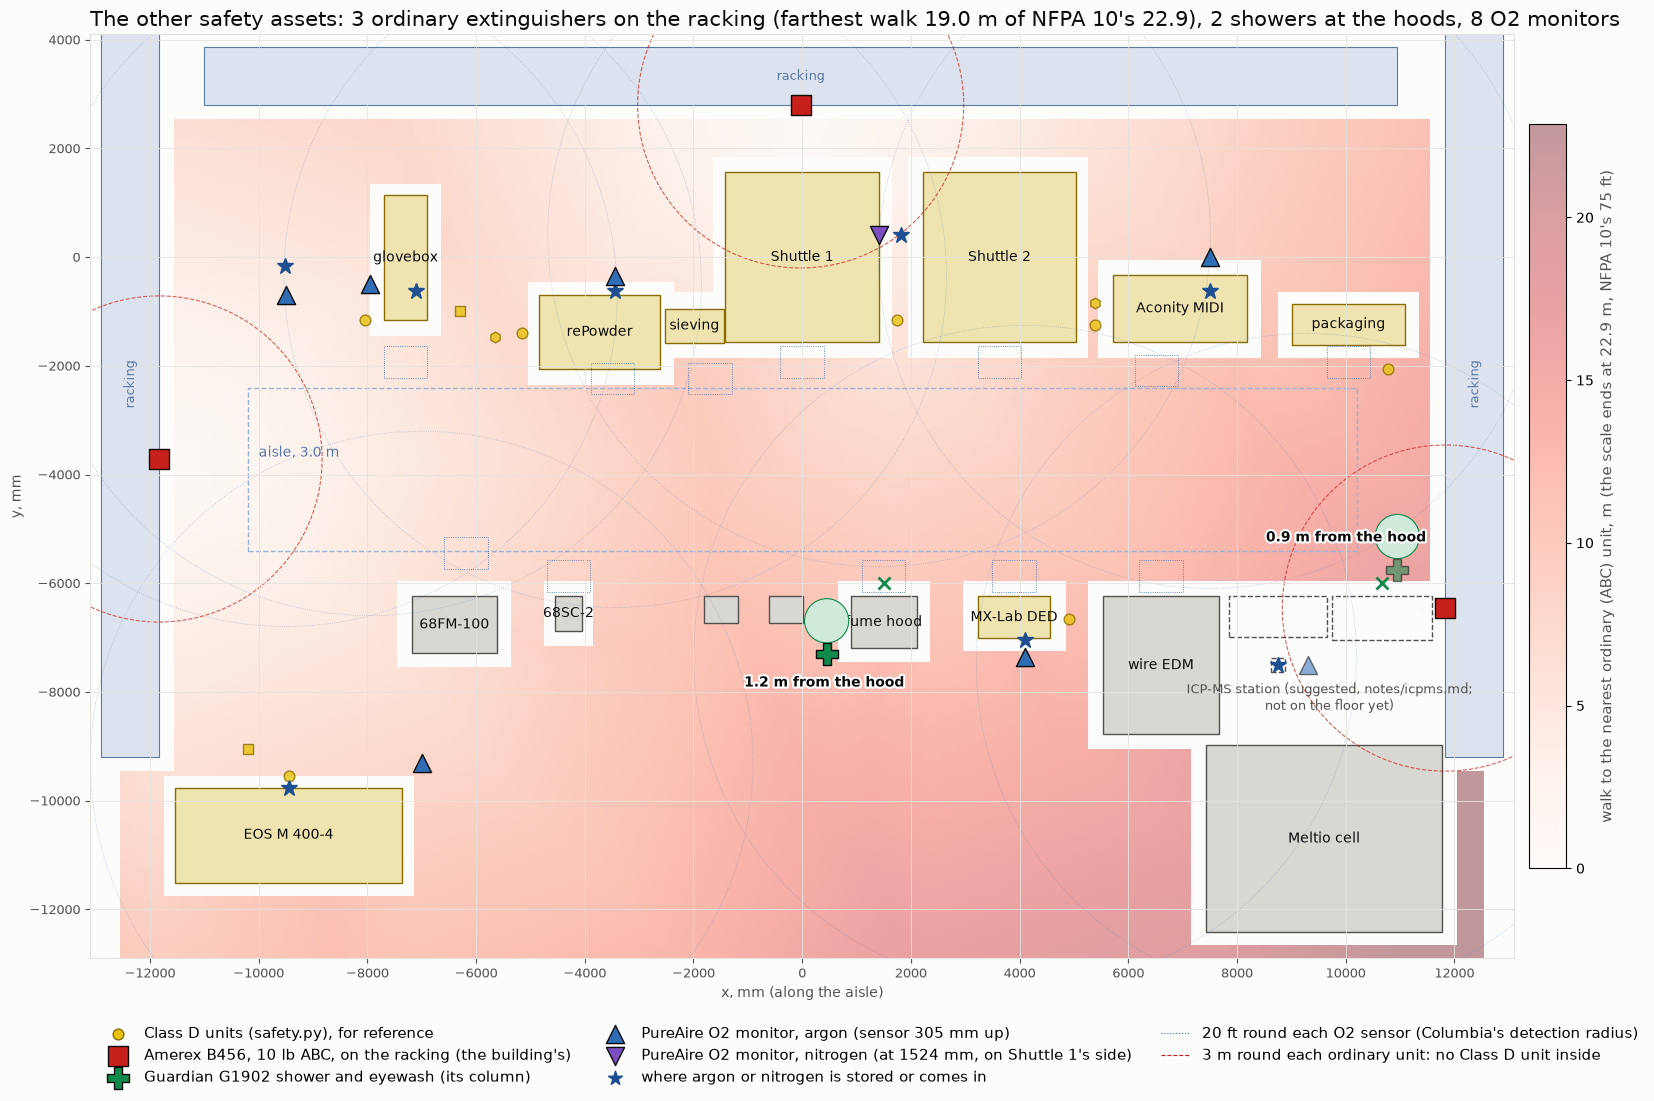 The other safety assets: 3 ordinary extinguishers on the racking (farthest walk 19.0 m of NFPA 10's 22.9), 2 showers at the hoods, 8 O2 monitors
4000
2000
0
−2000
−4000
−6000
−8000
−10000
−12000
y, mm
racking
racking
racking
glovebox
Shuttle 1
Shuttle 2
rePowder
sieving
Aconity MIDI
packaging
aisle, 3.0 m
0.9 m from the hood
68FM-100
68SC-2
ume hood
MX-Lab DED
wire EDM
1.2 m from the hood
ICP-MS station (suggested, notes/icpms.md;
not on the floor yet)
EOS M 400-4
Meltio cell
−12000
−10000
−8000
−6000
−4000
−2000
0
2000
4000
6000
8000
10000
12000
x, mm (along the aisle)
20
15
10
5
0
walk to the nearest ordinary (ABC) unit, m (the scale ends at 22.9 m, NFPA 10's 75 ft)
Class D units (safety.py), for reference
Amerex B456, 10 lb ABC, on the racking (the building's)
Guardian G1902 shower and eyewash (its column)
PureAire O2 monitor, argon (sensor 305 mm up)
PureAire O2 monitor, nitrogen (at 1524 mm, on Shuttle 1's side)
where argon or nitrogen is stored or comes in
20 ft round each O2 sensor (Columbia's detection radius)
3 m round each ordinary unit: no Class D unit inside